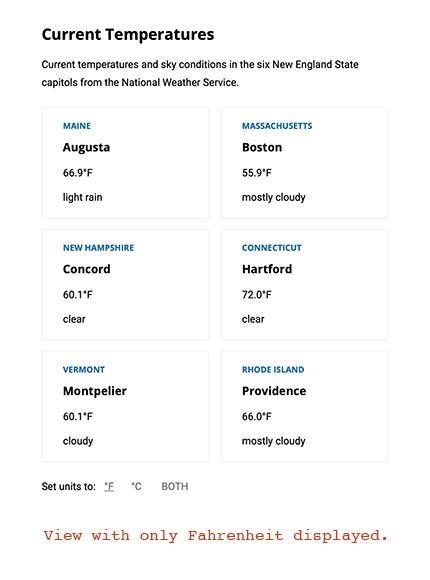 Current Temperatures
Current temperatures and sky conditions in the six New England State
capitols from the National Weather Service.
MAINE
Augusta
66.9°F
light rain
MASSACHUSETTS
Boston
55.9°F
mostly cloudy
NEW HAMPSHIRE
Concord
60.1°F
clear
CONNECTICUT
Hartford
72.0°F
clear
VERMONT
Montpelier
60.1°F
cloudy
RHODE ISLAND
Providence
66.0°F
mostly cloudy
Set units to: °F °C BOTH
View with only Fahrenheit displayed.